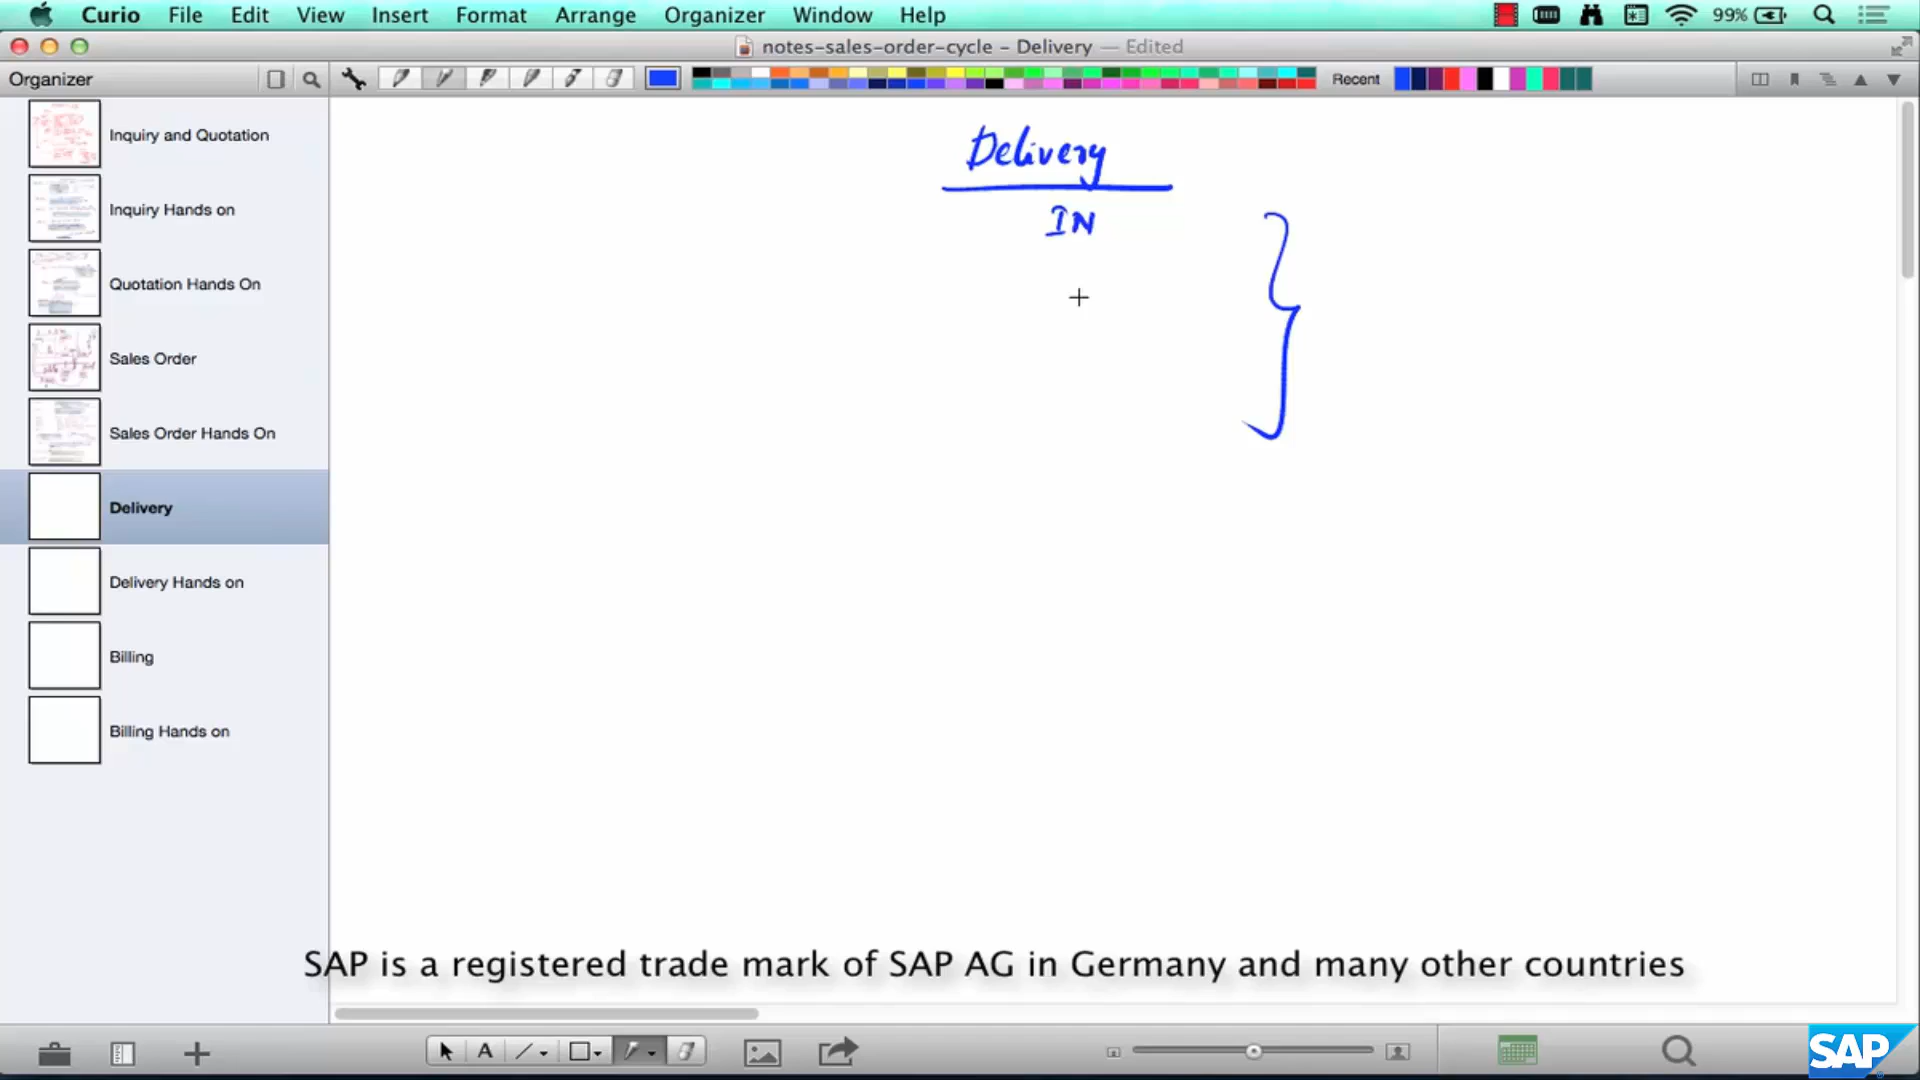 Curio File Edit View Insert Format Arrange Organizer Window Help 99%
notes-sales-order-cycle – Delivery — Edited
Organizer Recent
Inquiry and Quotation
Inquiry Hands on
Quotation Hands On
Sales Order
Sales Order Hands On
Delivery
Delivery Hands on
Billing
Billing Hands on
Delivery
IN
SAP is a registered trade mark of SAP AG in Germany and many other countries
A
SAP